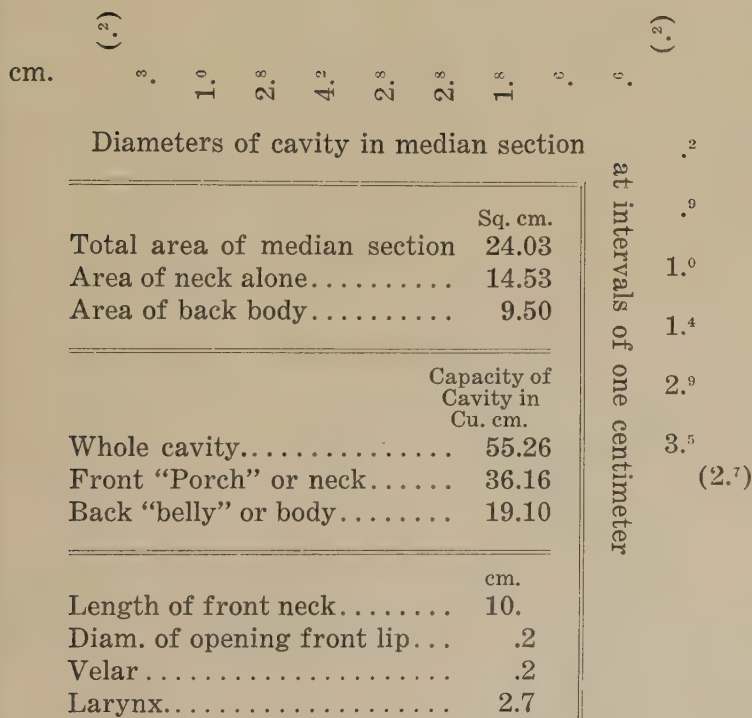 cm. (.²) .³ 1.⁰ 2.⁸ 4.² 2.⁸ 2.⁸ 1.⁸ .⁶ .⁶ (.²)
Diameters of cavity in median section
at intervals of one centimeter
.²
.⁹
1.⁰
1.⁴
2.⁹
3.⁵
(2.⁷)
Sq. cm.
Total area of median section 24.03
Area of neck alone.......... 14.53
Area of back body.......... 9.50
Capacity of
Cavity in
Cu. cm.
Whole cavity............... 55.26
Front “Porch” or neck...... 36.16
Back “belly” or body........ 19.10
cm.
Length of front neck........ 10.
Diam. of opening front lip... .2
Velar...................... .2
Larynx.................... 2.7